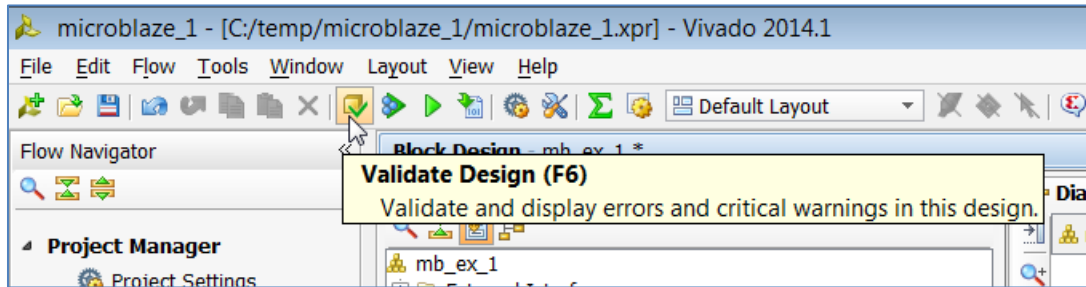 microblaze_1 - [C:/temp/microblaze_1/microblaze_1.xpr] - Vivado 2014.1
File Edit Flow Tools Window Layout View Help
Default Layout
Flow Navigator
Block Design - mb_ex_1 *
Validate Design (F6)
Validate and display errors and critical warnings in this design.
Dia
Project Manager
mb_ex_1
Project Settings